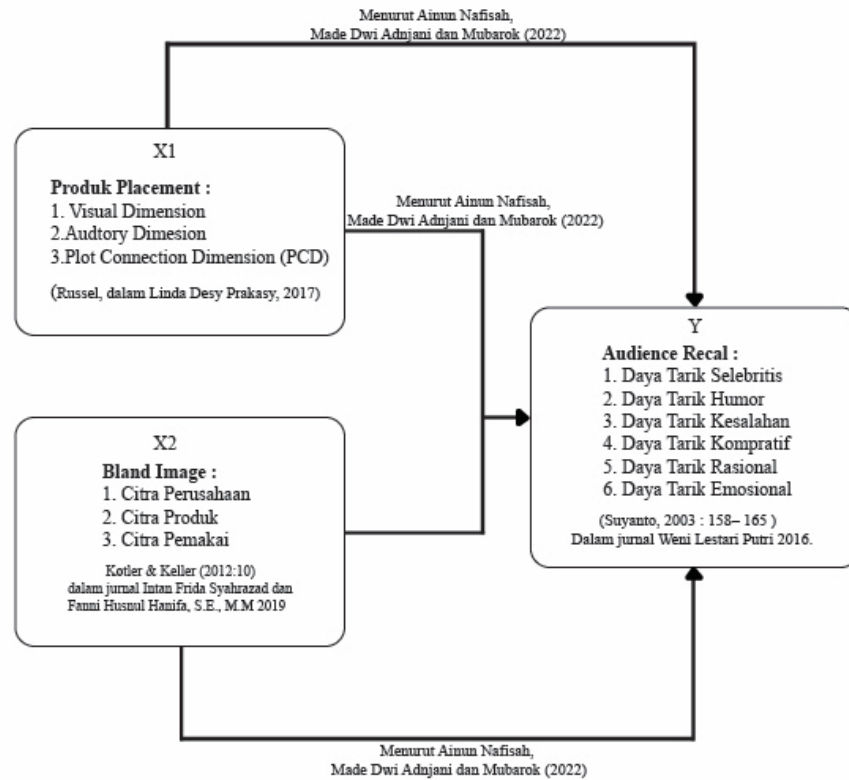 Menurut Ainun Nafisah,
Made Dwi Adnjani dan Mubarok (2022)
X1
Produk Placement :
1. Visual Dimension
2.Audtory Dimesion
3.Plot Connection Dimension (PCD)
(Russel, dalam Linda Desy Prakasy, 2017)
Menurut Ainun Nafisah,
Made Dwi Adnjani dan Mubarok (2022)
X2
Bland Image :
1. Citra Perusahaan
2. Citra Produk
3. Citra Pemakai
Kotler & Keller (2012:10)
dalam jurnal Intan Frida Syahrazad dan
Fanni Husnul Hanifa, S.E., M.M 2019
Y
Audience Recal :
1. Daya Tarik Selebritis
2. Daya Tarik Humor
3. Daya Tarik Kesalahan
4. Daya Tarik Kompratif
5. Daya Tarik Rasional
6. Daya Tarik Emosional
(Suyanto, 2003 : 158– 165 )
Dalam jurnal Weni Lestari Putri 2016.
Menurut Ainun Nafisah,
Made Dwi Adnjani dan Mubarok (2022)